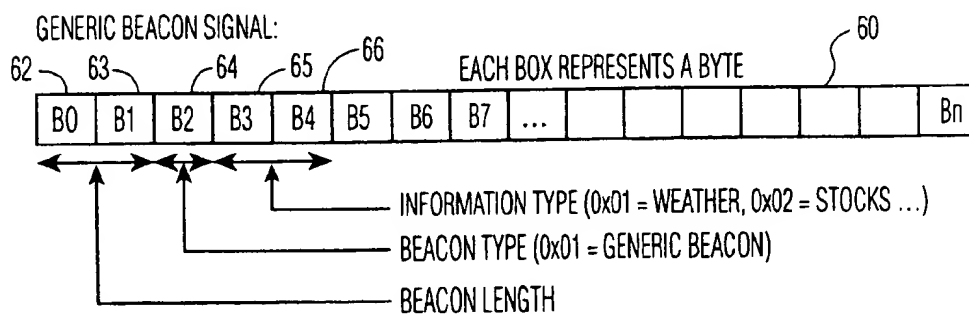 GENERIC BEACON SIGNAL:
62 63 64 65 66 EACH BOX REPRESENTS A BYTE 60
B0 B1 B2 B3 B4 B5 B6 B7 ... Bn
INFORMATION TYPE (0x01 = WEATHER, 0x02 = STOCKS ...)
BEACON TYPE (0x01 = GENERIC BEACON)
BEACON LENGTH